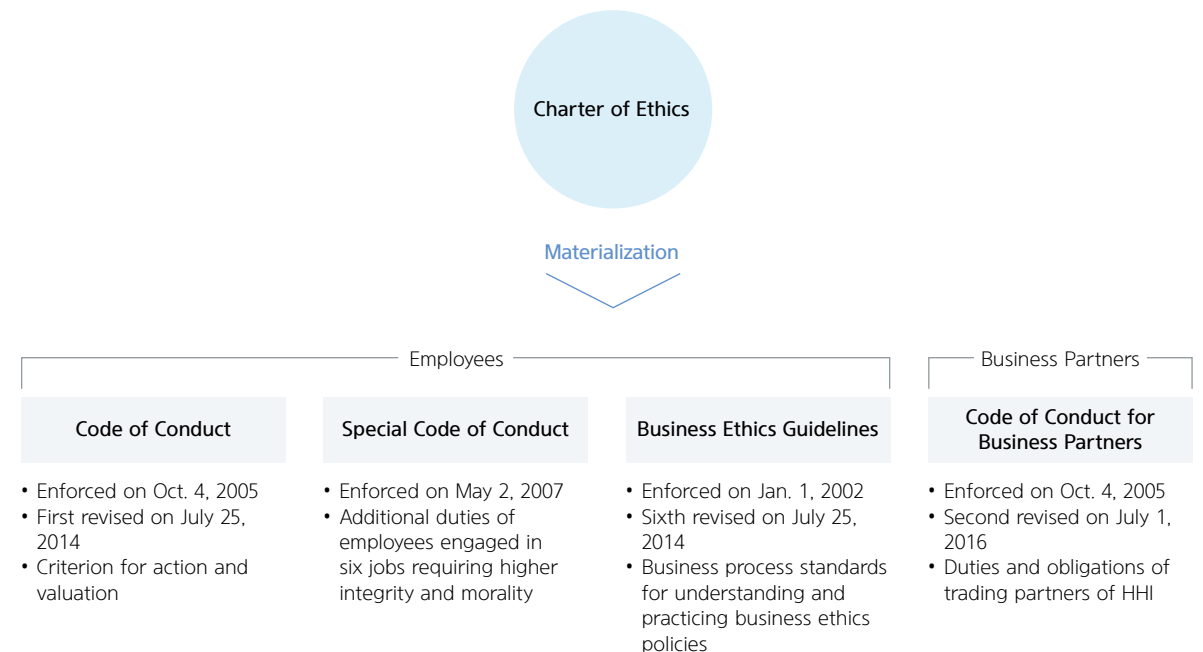 Charter of Ethics
Materialization
Employees
Code of Conduct
• Enforced on Oct. 4, 2005
• First revised on July 25,
2014
• Criterion for action and
valuation
Special Code of Conduct
• Enforced on May 2, 2007
• Additional duties of
employees engaged in
six jobs requiring higher
integrity and morality
Business Ethics Guidelines
• Enforced on Jan. 1, 2002
• Sixth revised on July 25,
2014
• Business process standards
for understanding and
practicing business ethics
policies
Business Partners
Code of Conduct for
Business Partners
• Enforced on Oct. 4, 2005
• Second revised on July 1,
2016
• Duties and obligations of
trading partners of HHI